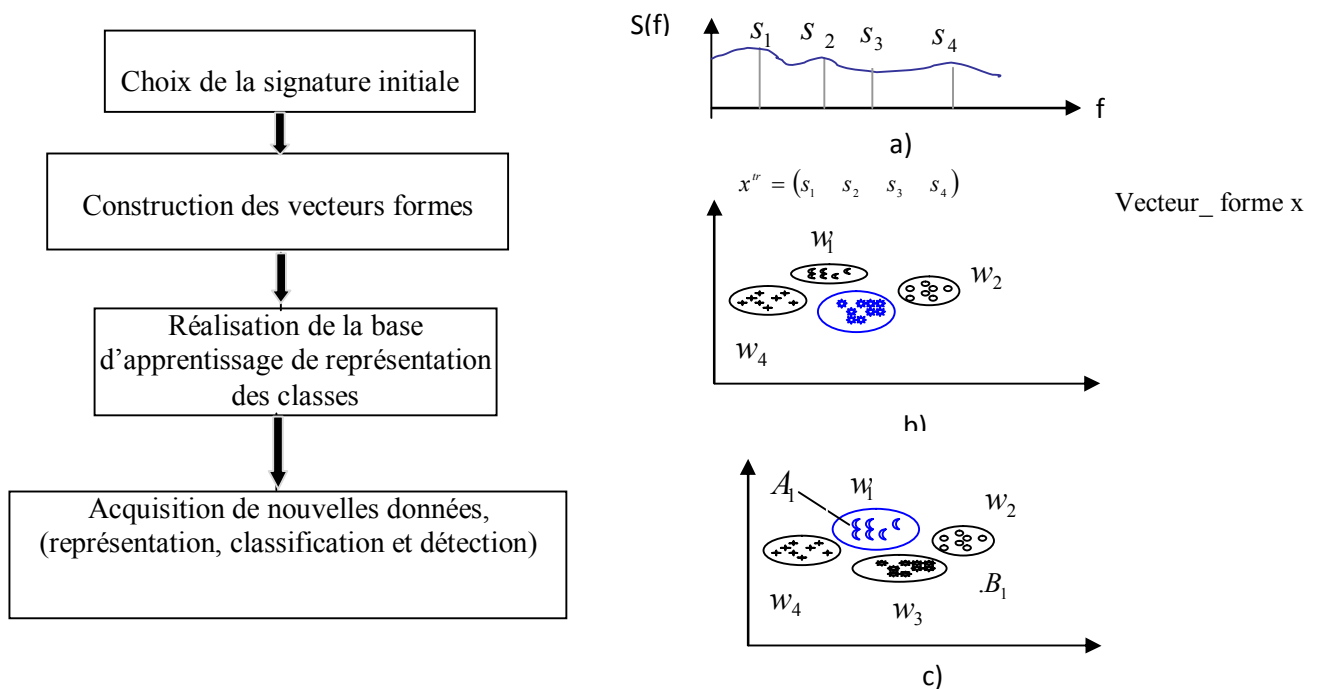 Choix de la signature initiale
Construction des vecteurs formes
Réalisation de la base
d'apprentissage de représentation
des classes
Acquisition de nouvelles données,
(représentation, classification et détection)
S(f)
s₁ s₂ s₃ s₄
f
a)
xᵗʳ = (s₁ s₂ s₃ s₄)
Vecteur_ forme x
w₁
w₂
w₄
b)
A₁ w₁
w₂
.B₁
w₄
w₃
c)